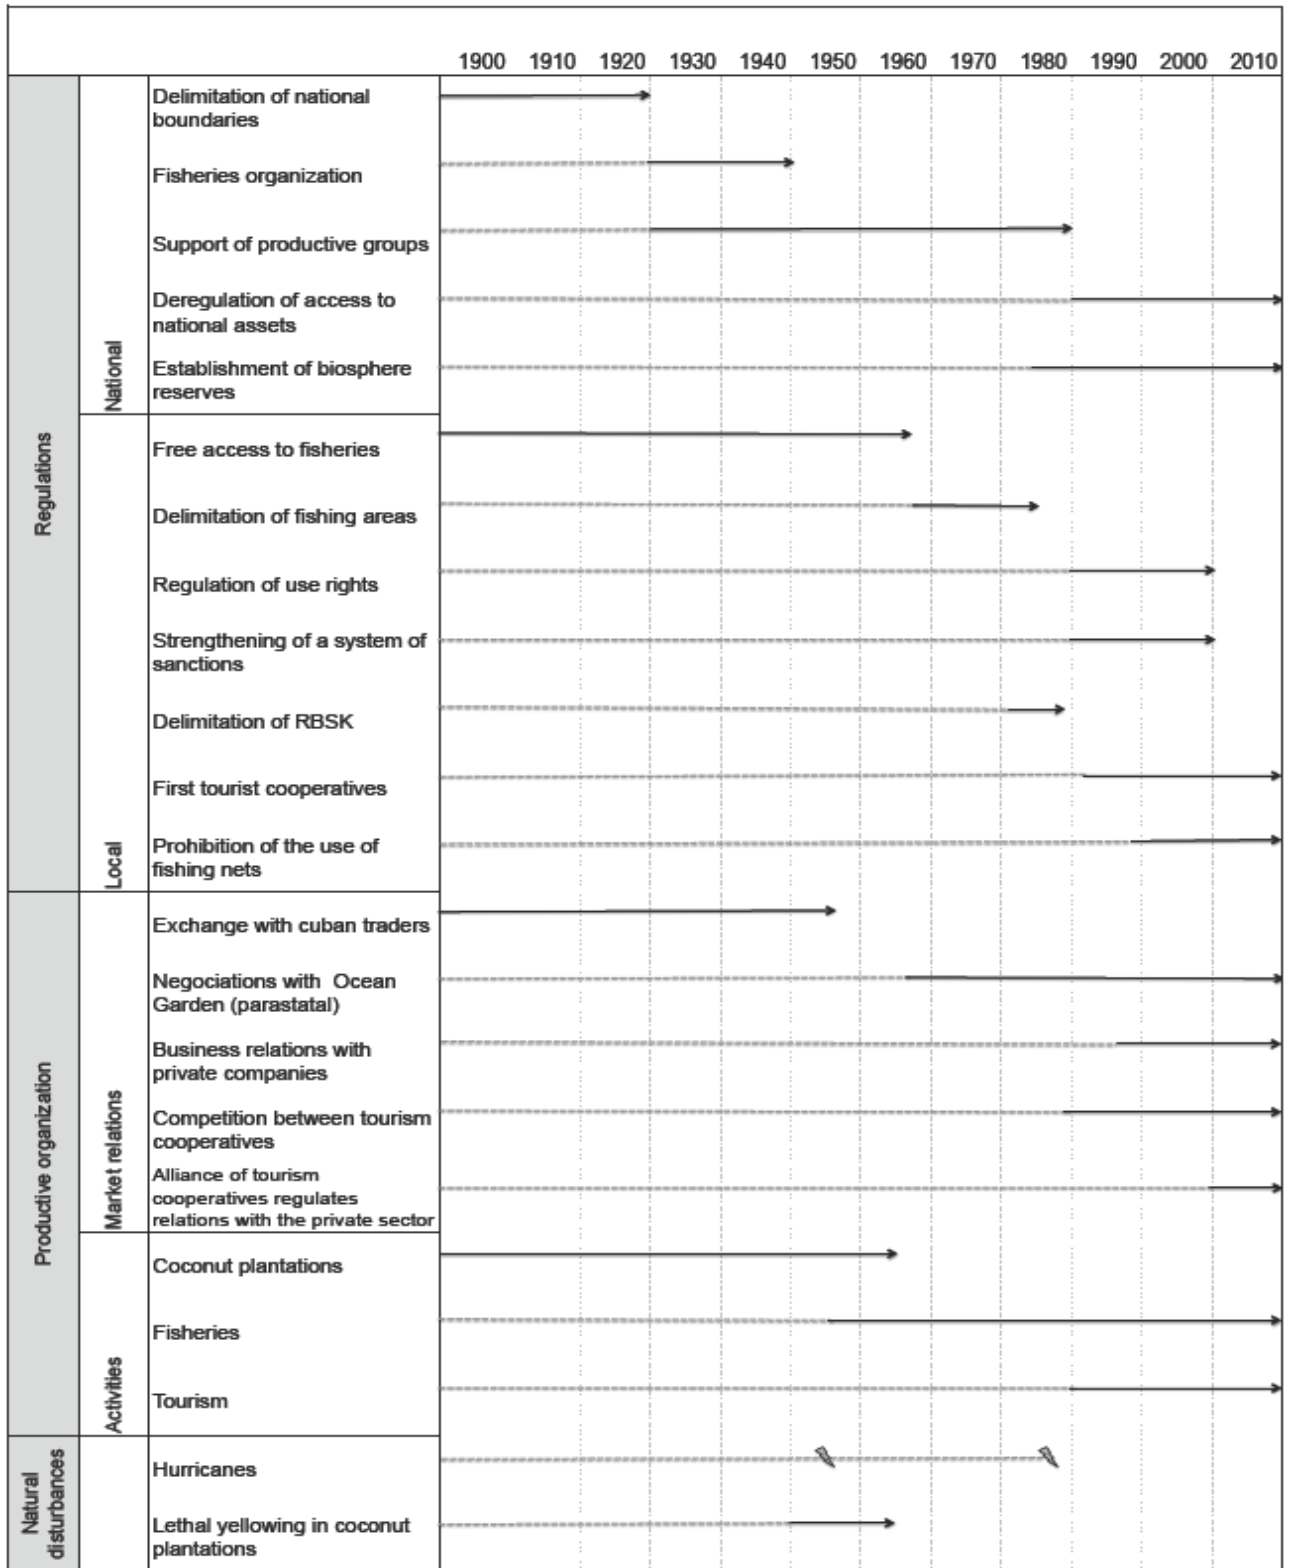 1900 1910 1920 1930 1940 1950 1960 1970 1980 1990 2000 2010
Regulations
National
Delimitation of national
boundaries
Fisheries organization
Support of productive groups
Deregulation of access to
national assets
Establishment of biosphere
reserves
Local
Free access to fisheries
Delimitation of fishing areas
Regulation of use rights
Strengthening of a system of
sanctions
Delimitation of RBSK
First tourist cooperatives
Prohibition of the use of
fishing nets
Productive organization
Market relations
Exchange with cuban traders
Negociations with Ocean
Garden (parastatal)
Business relations with
private companies
Competition between tourism
cooperatives
Alliance of tourism
cooperatives regulates
relations with the private sector
Activities
Coconut plantations
Fisheries
Tourism
Natural
disturbances
Hurricanes
Lethal yellowing in coconut
plantations